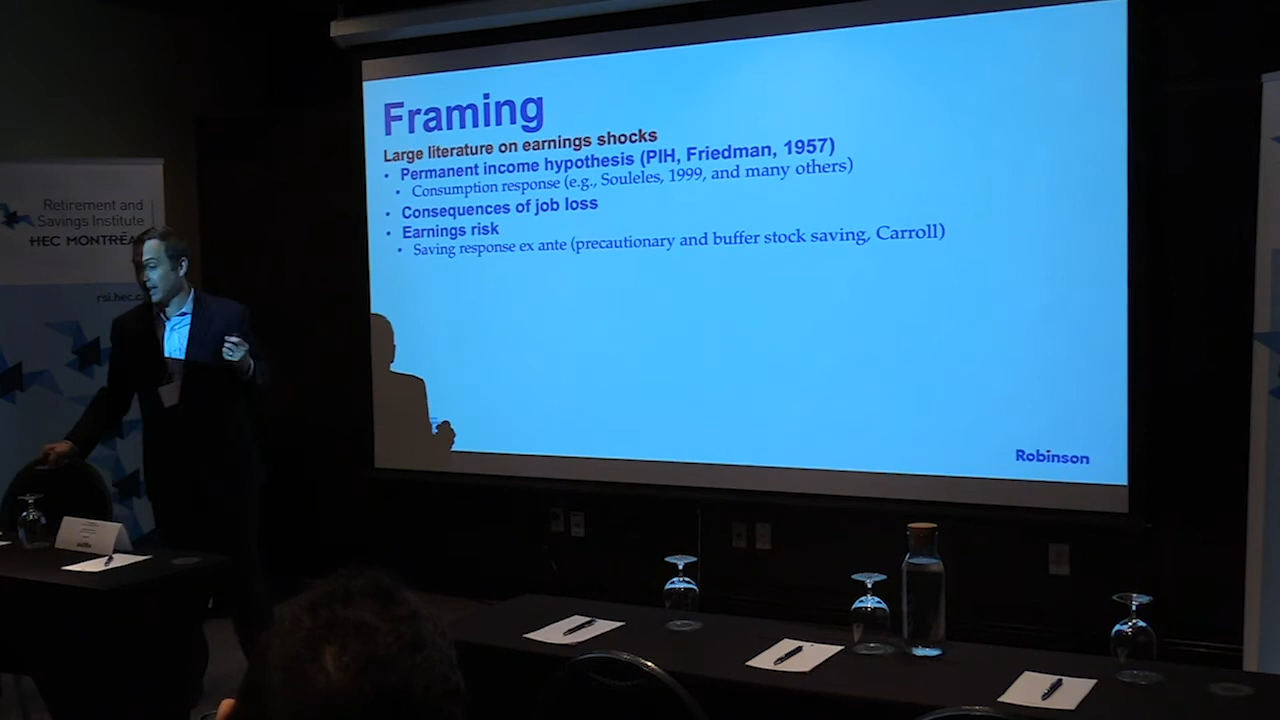 Framing
Large literature on earnings shocks
• Permanent income hypothesis (PIH, Friedman, 1957)
• Consumption response (e.g., Souleles, 1999, and many others)
• Consequences of job loss
• Earnings risk
• Saving response ex ante (precautionary and buffer stock saving, Carroll)
Robinson
Retirement and
Savings Institute
HEC MONTRÉA
rsi.hec.c